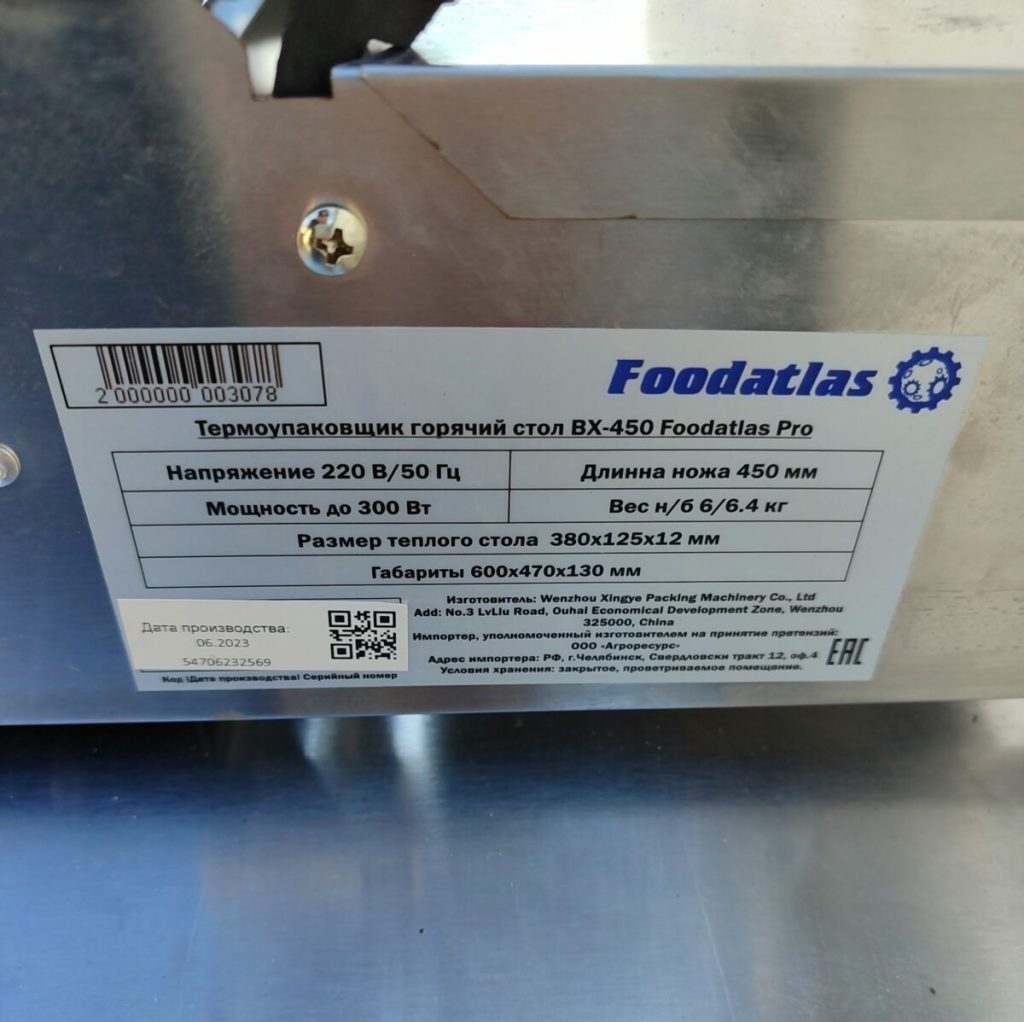 2 000000 003078
Foodatlas
Термоупаковщик горячий стол BX-450 Foodatlas Pro
Напряжение 220 В/50 Гц
Длинна ножа 450 мм
Мощность до 300 Вт
Вес н/б 6/6.4 кг
Размер теплого стола 380x125x12 мм
Габариты 600x470x130 мм
Дата производства:
06.2023
54706232569
Код \Дата производства\ Серийный номер
Изготовитель: Wenzhou Xingye Packing Machinery Co., Ltd
Add: No.3 LvLiu Road, Ouhai Economical Development Zone, Wenzhou
325000, China
Импортер, уполномоченный изготовителем на принятие претензий:
ООО «Агроресурс»
Адрес импортера: РФ, г.Челябинск, Свердловски тракт 12, оф.4
Условия хранения: закрытое, проветриваемое помещение.
EAC